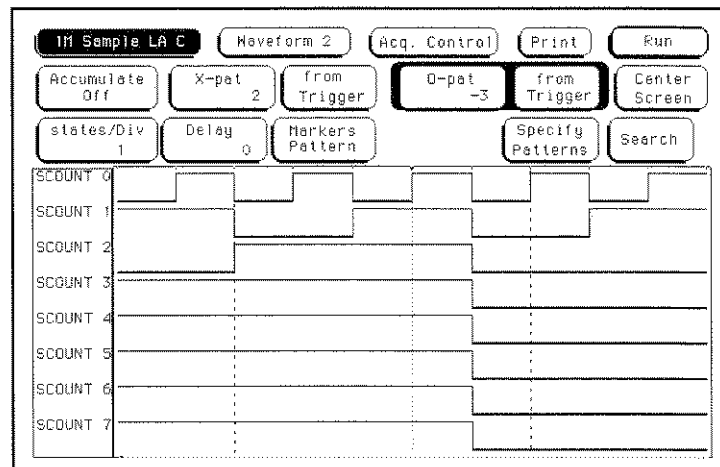 1M Sample LA C Waveform 2 Acq. Control Print Run
Accumulate Off X-pat 2 from Trigger O-pat -3 from Trigger Center Screen
states/Div 1 Delay 0 Markers Pattern Specify Patterns Search
SCOUNT 0
SCOUNT 1
SCOUNT 2
SCOUNT 3
SCOUNT 4
SCOUNT 5
SCOUNT 6
SCOUNT 7